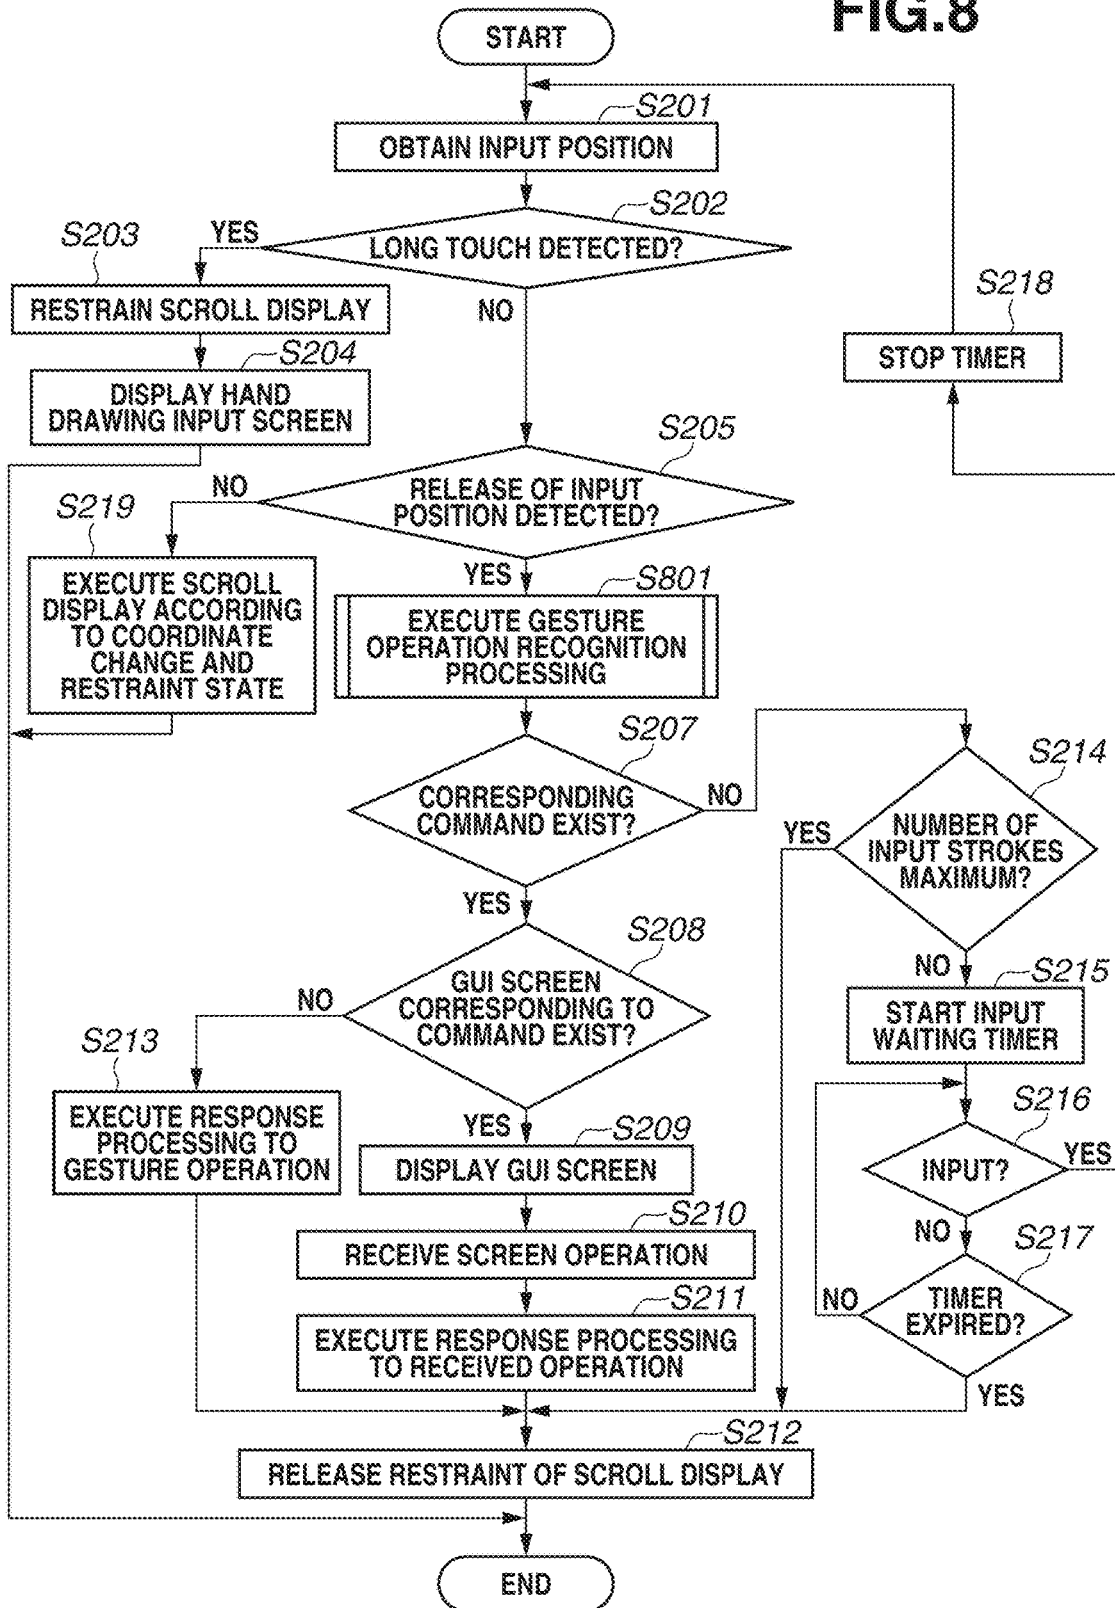 FIG.8
START
S201
OBTAIN INPUT POSITION
S202
LONG TOUCH DETECTED?
YES
NO
S203
RESTRAIN SCROLL DISPLAY
S204
DISPLAY HAND
DRAWING INPUT SCREEN
S218
STOP TIMER
S205
RELEASE OF INPUT
POSITION DETECTED?
NO
YES
S219
EXECUTE SCROLL
DISPLAY ACCORDING
TO COORDINATE
CHANGE AND
RESTRAINT STATE
S801
EXECUTE GESTURE
OPERATION RECOGNITION
PROCESSING
S207
CORRESPONDING
COMMAND EXIST?
NO
YES
S214
NUMBER OF
INPUT STROKES
MAXIMUM?
YES
NO
S208
GUI SCREEN
CORRESPONDING TO
COMMAND EXIST?
NO
YES
S215
START INPUT
WAITING TIMER
S213
EXECUTE RESPONSE
PROCESSING TO
GESTURE OPERATION
S209
DISPLAY GUI SCREEN
S216
INPUT?
YES
NO
S210
RECEIVE SCREEN OPERATION
S217
TIMER
EXPIRED?
NO
YES
S211
EXECUTE RESPONSE PROCESSING
TO RECEIVED OPERATION
S212
RELEASE RESTRAINT OF SCROLL DISPLAY
END